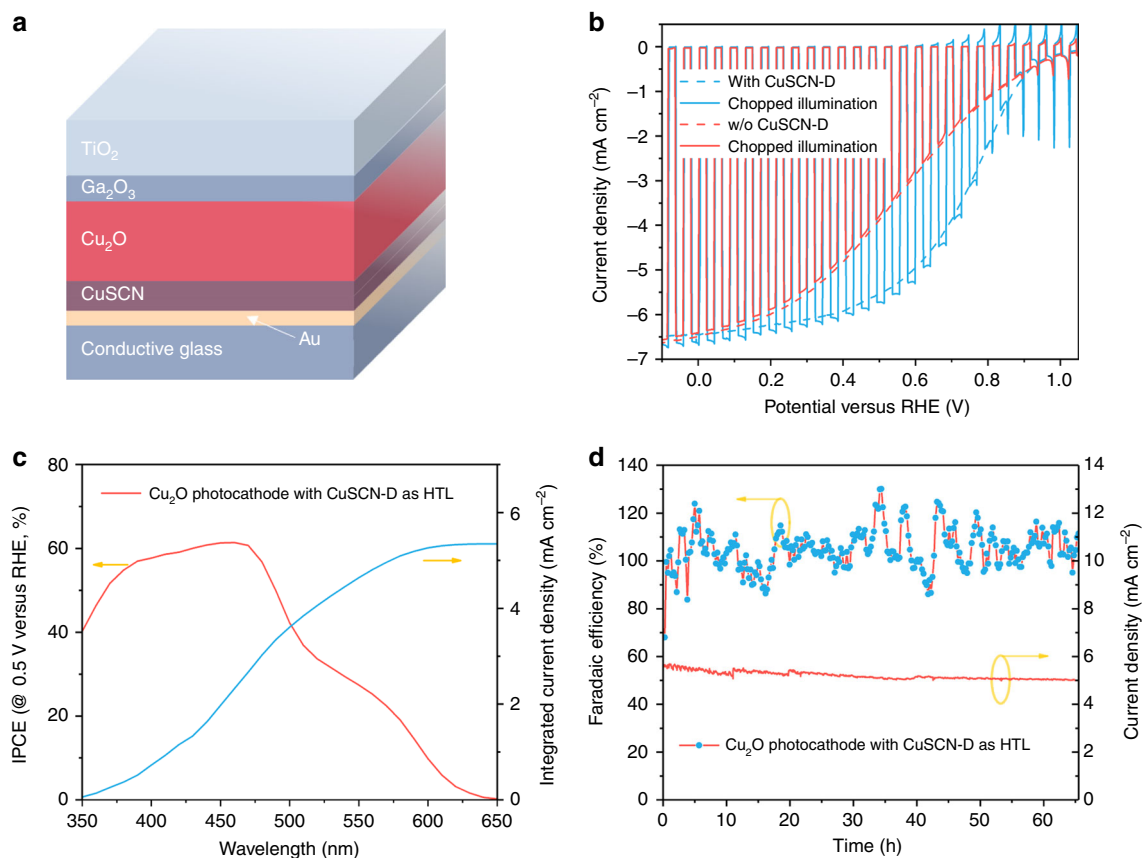 a
TiO₂
Ga₂O₃
Cu₂O
CuSCN
Au
Conductive glass
b
0
−1
−2
−3
−4
−5
−6
−7
Current density (mA cm⁻²)
With CuSCN-D
Chopped illumination
w/o CuSCN-D
Chopped illumination
0.0 0.2 0.4 0.6 0.8 1.0
Potential versus RHE (V)
c
80
60
40
20
0
IPCE (@ 0.5 V versus RHE, %)
Cu₂O photocathode with CuSCN-D as HTL
6
4
2
0
Integrated current density (mA cm⁻²)
350 400 450 500 550 600 650
Wavelength (nm)
d
140
120
100
80
60
40
20
0
Faradaic efficiency (%)
Cu₂O photocathode with CuSCN-D as HTL
14
12
10
8
6
4
2
0
Current density (mA cm⁻²)
0 10 20 30 40 50 60
Time (h)